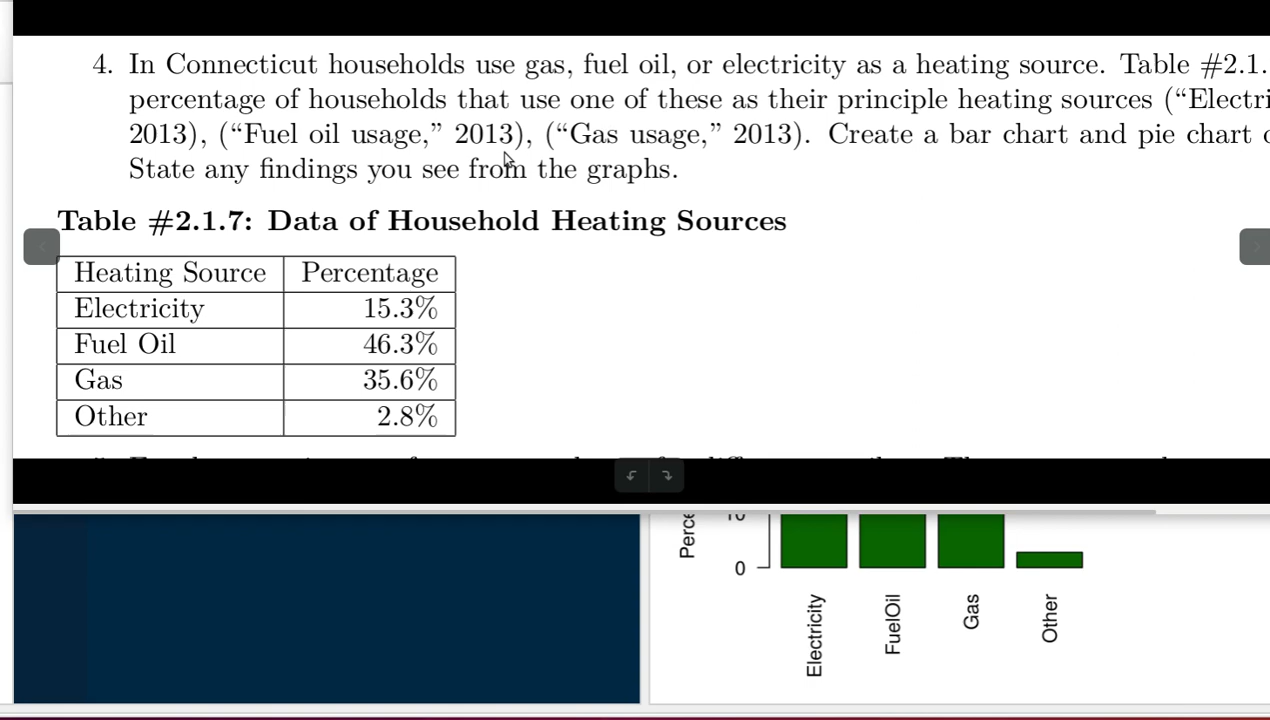 4. In Connecticut households use gas, fuel oil, or electricity as a heating source. Table #2.1.
percentage of households that use one of these as their principle heating sources (“Electri
2013), (“Fuel oil usage,” 2013), (“Gas usage,” 2013). Create a bar chart and pie chart
State any findings you see from the graphs.
Table #2.1.7: Data of Household Heating Sources
Heating Source Percentage
Electricity 15.3%
Fuel Oil 46.3%
Gas 35.6%
Other 2.8%
Perce
10
0
Electricity
FuelOil
Gas
Other